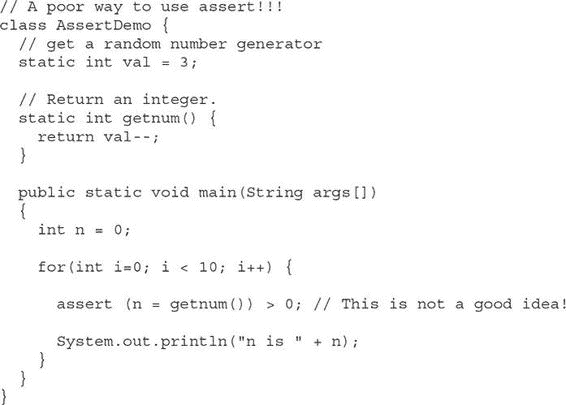 // A poor way to use assert!!!
class AssertDemo {
  // get a random number generator
  static int val = 3;

  // Return an integer.
  static int getnum() {
    return val--;
  }

  public static void main(String args[])
  {
    int n = 0;

    for(int i=0; i < 10; i++) {

      assert (n = getnum()) > 0; // This is not a good idea!

      System.out.println("n is " + n);
    }
  }
}